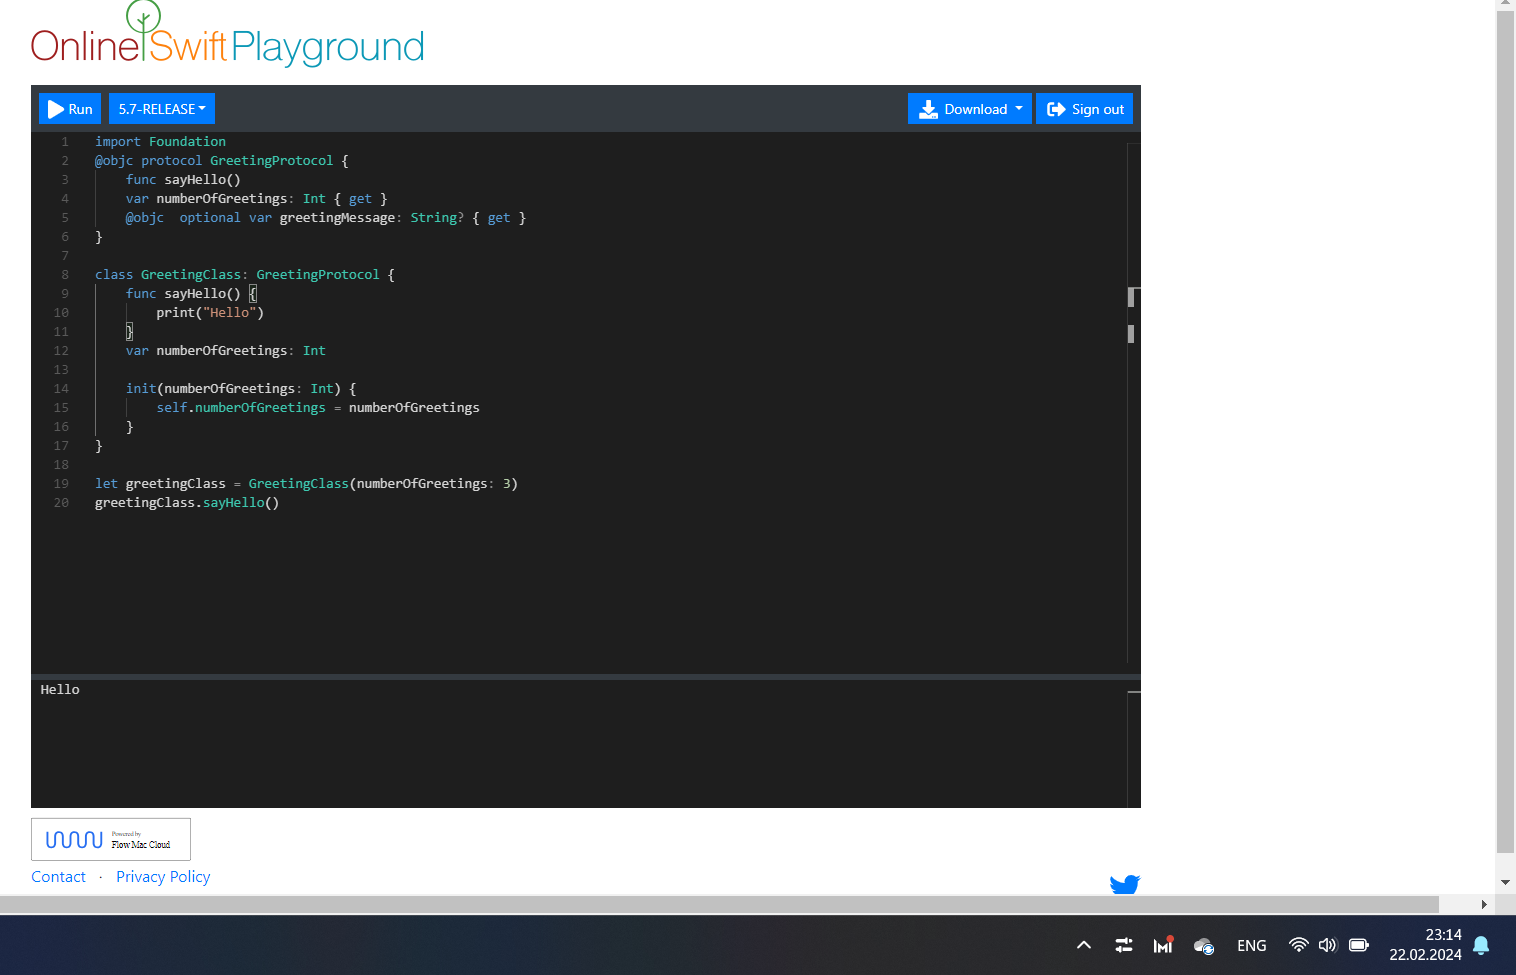 OnlineSwiftPlayground
Run 5.7-RELEASE Download Sign out
1 import Foundation
2 @objc protocol GreetingProtocol {
3 func sayHello()
4 var numberOfGreetings: Int { get }
5 @objc  optional var greetingMessage: String? { get }
6 }
7
8 class GreetingClass: GreetingProtocol {
9 func sayHello() {
10 print("Hello")
11 }
12 var numberOfGreetings: Int
13
14 init(numberOfGreetings: Int) {
15 self.numberOfGreetings = numberOfGreetings
16 }
17 }
18
19 let greetingClass = GreetingClass(numberOfGreetings: 3)
20 greetingClass.sayHello()
Hello
Powered by
Flow Mac Cloud
Contact · Privacy Policy
ENG
23:14
22.02.2024